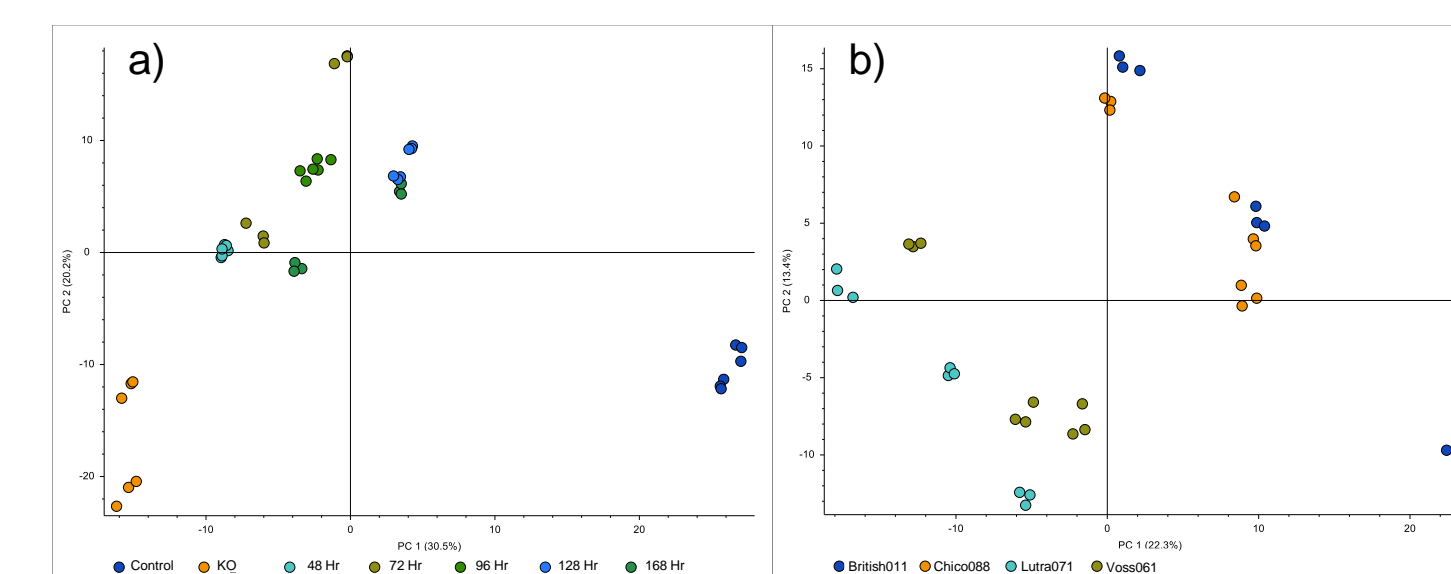 a)
10
0
-10
-20
PC 2 (20.2%)
-10
0
10
20
PC 1 (30.5%)
Control KO 48 Hr 72 Hr 96 Hr 128 Hr 168 Hr
b)
15
10
5
0
-5
-10
PC 2 (13.4%)
-10
0
10
20
PC 1 (22.3%)
British011 Chico088 Lutra071 Voss061